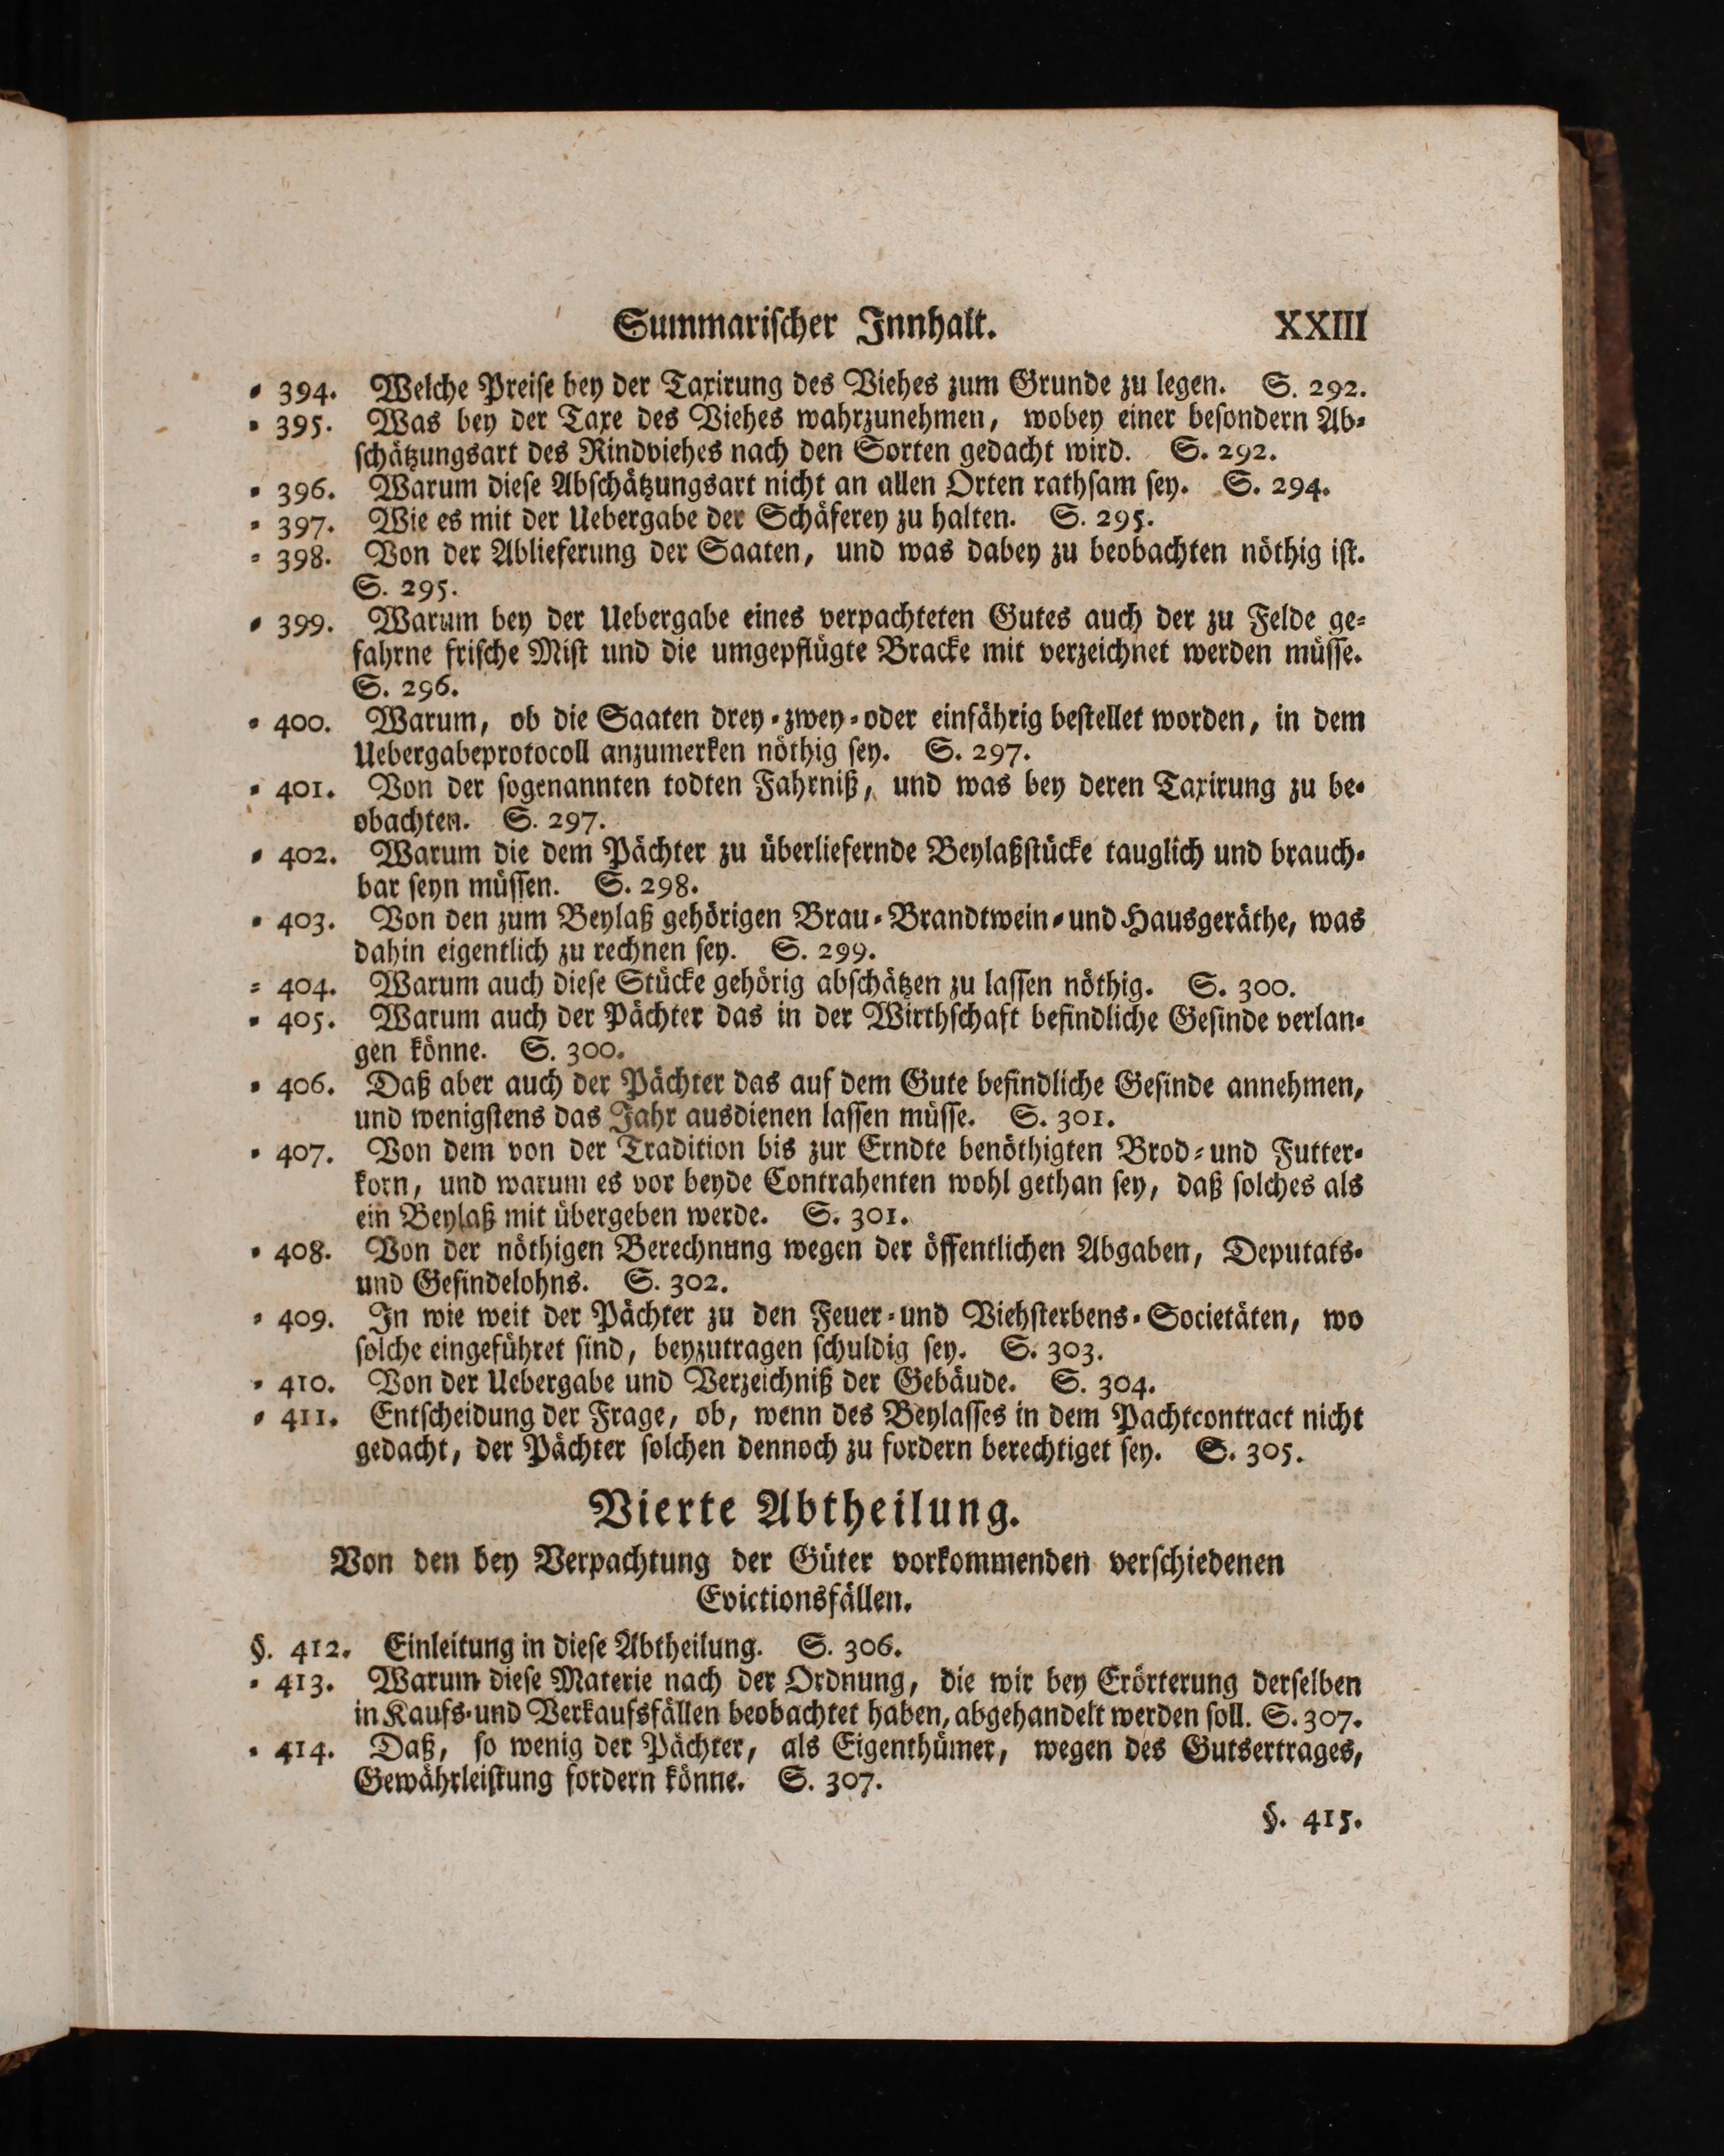 Summarischer Innhalt. XXIII
⸗ 394. Welche Preise bey der Taxirung des Viehes zum Grunde zu legen. S. 292.
⸗ 395. Was bey der Taxe des Viehes wahrzunehmen, wobey einer besondern Ab⸗
schätzungsart des Rindviehes nach den Sorten gedacht wird. S. 292.
⸗ 396. Warum diese Abschätzungsart nicht an allen Orten rathsam sey. S. 294.
⸗ 397. Wie es mit der Uebergabe der Schäferey zu halten. S. 295.
⸗ 398. Von der Ablieferung der Saaten, und was dabey zu beobachten nöthig ist.
S. 295.
⸗ 399. Warum bey der Uebergabe eines verpachteten Gutes auch der zu Felde ge⸗
fahrne frische Mist und die umgepflügte Bracke mit verzeichnet werden müsse.
S. 296.
⸗ 400. Warum, ob die Saaten drey⸗zwey⸗oder einfährig bestellet worden, in dem
Uebergabeprotocoll anzumerken nöthig sey. S. 297.
⸗ 401. Von der sogenannten todten Fahrniß, und was bey deren Taxirung zu be⸗
obachten. S. 297.
⸗ 402. Warum die dem Pächter zu überliefernde Beylaßstücke tauglich und brauch⸗
bar seyn müssen. S. 298.
⸗ 403. Von den zum Beylaß gehörigen Brau⸗Brandtwein⸗und Hausgeräthe, was
dahin eigentlich zu rechnen sey. S. 299.
⸗ 404. Warum auch diese Stücke gehörig abschätzen zu lassen nöthig. S. 300.
⸗ 405. Warum auch der Pächter das in der Wirthschaft befindliche Gesinde verlan⸗
gen könne. S. 300.
⸗ 406. Daß aber auch der Pächter das auf dem Gute befindliche Gesinde annehmen,
und wenigstens das Jahr ausdienen lassen müsse. S. 301.
⸗ 407. Von dem von der Tradition bis zur Erndte benöthigten Brod⸗und Futter⸗
korn, und warum es vor beyde Contrahenten wohl gethan sey, daß solches als
ein Beylaß mit übergeben werde. S. 301.
⸗ 408. Von der nöthigen Berechnung wegen der öffentlichen Abgaben, Deputats⸗
und Gesindelohns. S. 302.
⸗ 409. In wie weit der Pächter zu den Feuer⸗und Viehsterbens⸗Societäten, wo
solche eingeführet sind, beyzutragen schuldig sey. S. 303.
⸗ 410. Von der Uebergabe und Verzeichniß der Gebäude. S. 304.
⸗ 411. Entscheidung der Frage, ob, wenn des Beylasses in dem Pachtcontract nicht
gedacht, der Pächter solchen dennoch zu fordern berechtiget sey. S. 305.
Vierte Abtheilung.
Von den bey Verpachtung der Güter vorkommenden verschiedenen
Evictionsfällen.
§. 412. Einleitung in diese Abtheilung. S. 306.
⸗ 413. Warum diese Materie nach der Ordnung, die wir bey Erörterung derselben
in Kaufs⸗und Verkaufsfällen beobachtet haben, abgehandelt werden soll. S. 307.
⸗ 414. Daß, so wenig der Pächter, als Eigenthümer, wegen des Gutsertrages,
Gewährleistung fordern könne. S. 307.
§. 415.